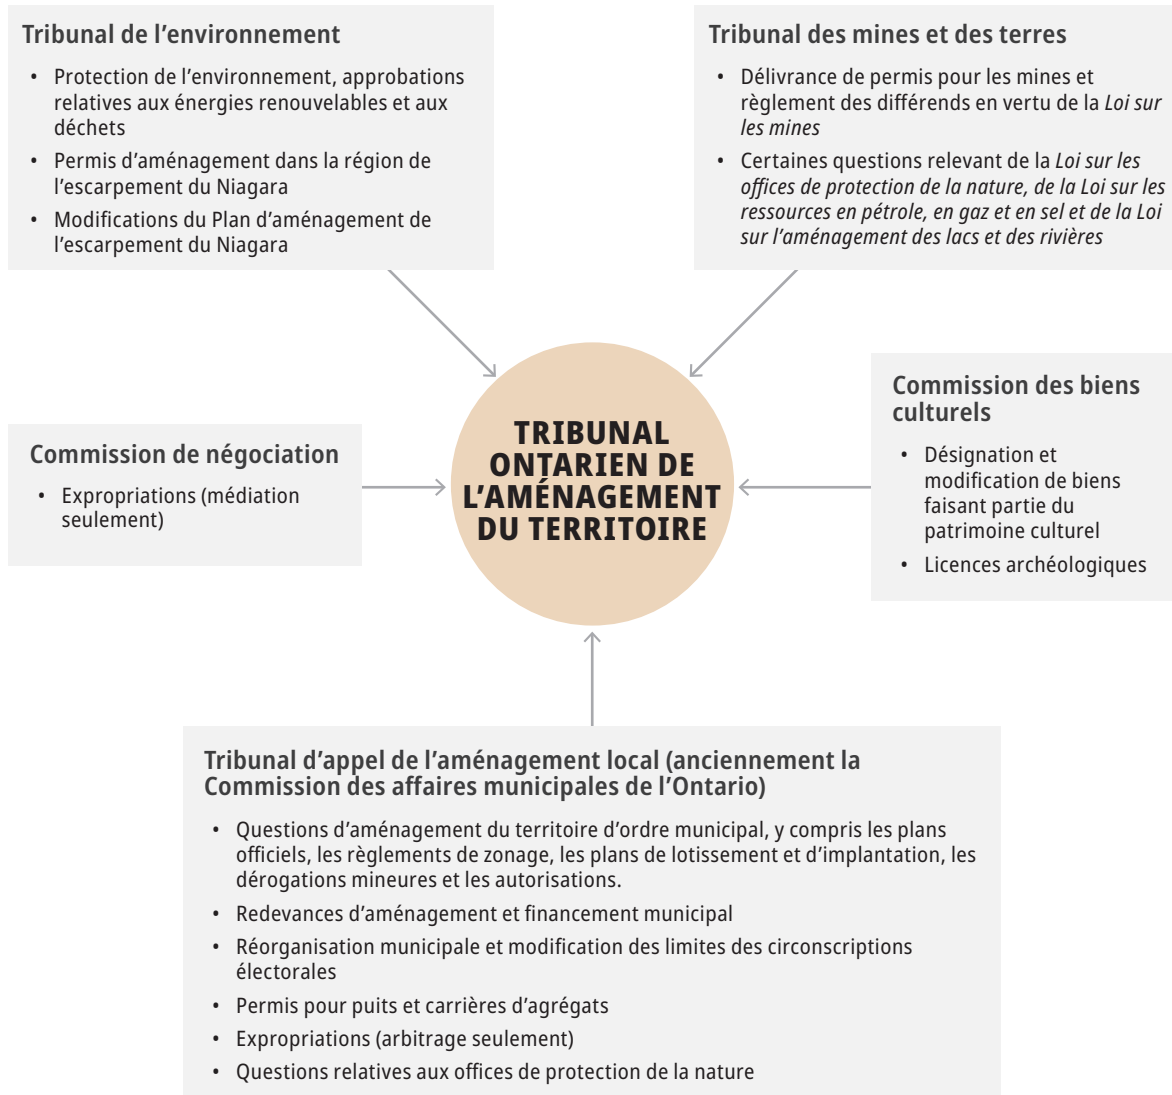 Tribunal de l'environnement
• Protection de l'environnement, approbations
relatives aux énergies renouvelables et aux
déchets
• Permis d'aménagement dans la région de
l'escarpement du Niagara
• Modifications du Plan d'aménagement de
l'escarpement du Niagara
Tribunal des mines et des terres
• Délivrance de permis pour les mines et
règlement des différends en vertu de la Loi sur
les mines
• Certaines questions relevant de la Loi sur les
offices de protection de la nature, de la Loi sur les
ressources en pétrole, en gaz et en sel et de la Loi
sur l'aménagement des lacs et des rivières
Commission de négociation
• Expropriations (médiation
seulement)
TRIBUNAL
ONTARIEN DE
L'AMÉNAGEMENT
DU TERRITOIRE
Commission des biens
culturels
• Désignation et
modification de biens
faisant partie du
patrimoine culturel
• Licences archéologiques
Tribunal d'appel de l'aménagement local (anciennement la
Commission des affaires municipales de l'Ontario)
• Questions d'aménagement du territoire d'ordre municipal, y compris les plans
officiels, les règlements de zonage, les plans de lotissement et d'implantation, les
dérogations mineures et les autorisations.
• Redevances d'aménagement et financement municipal
• Réorganisation municipale et modification des limites des circonscriptions
électorales
• Permis pour puits et carrières d'agrégats
• Expropriations (arbitrage seulement)
• Questions relatives aux offices de protection de la nature